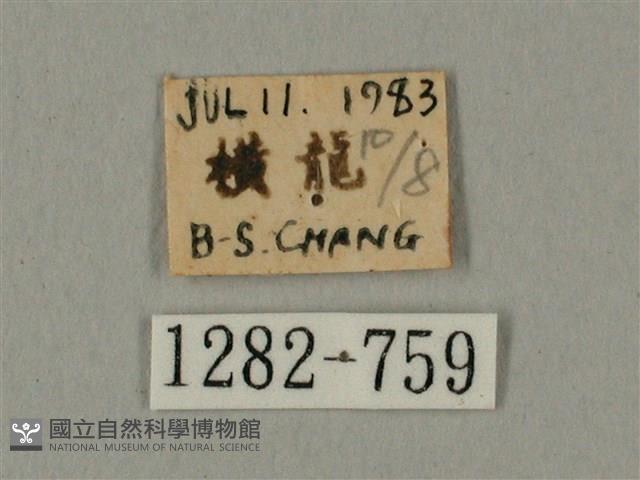 JUL 11. 1983
橫龍 10/8
B-S. CHANG
1282-759
國立自然科學博物館
NATIONAL MUSEUM OF NATURAL SCIENCE